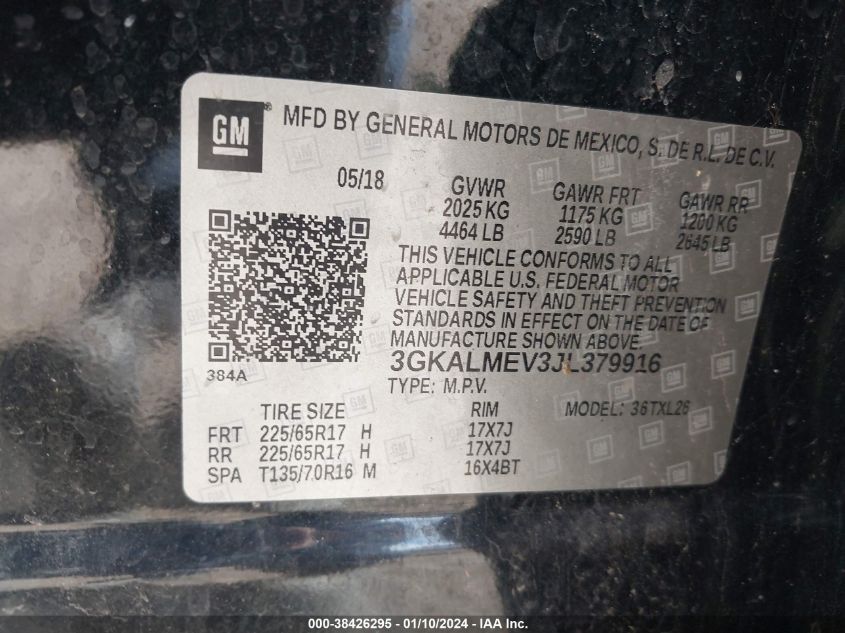 GM ® MFD BY GENERAL MOTORS DE MEXICO, S. DE R.L. DE C.V.
05/18 GVWR GAWR FRT GAWR RR
2025 KG 1175 KG 1200 KG
4464 LB 2590 LB 2645 LB
THIS VEHICLE CONFORMS TO ALL
APPLICABLE U.S. FEDERAL MOTOR
VEHICLE SAFETY AND THEFT PREVENTION
STANDARDS IN EFFECT ON THE DATE OF
MANUFACTURE SHOWN ABOVE.
384A
3GKALMEV3JL379916
TYPE: M.P.V. MODEL: 36TXL26
TIRE SIZE RIM
FRT 225/65R17 H 17X7J
RR 225/65R17 H 17X7J
SPA T135/70R16 M 16X4BT
000-38426295 - 01/10/2024 - IAA Inc.